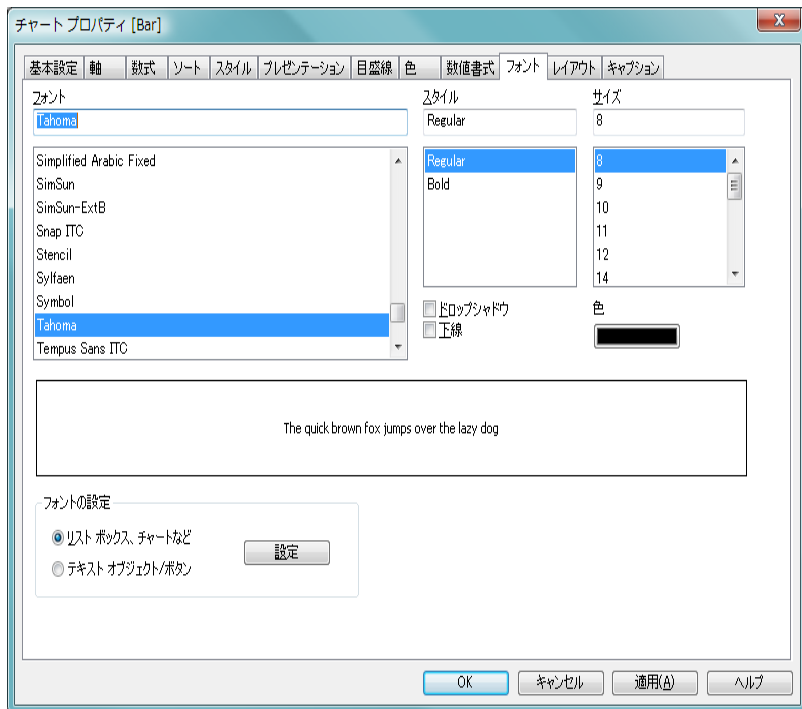 チャート プロパティ [Bar]
基本設定 軸 数式 ソート スタイル プレゼンテーション 目盛線 色 数値書式 フォント レイアウト キャプション
フォント スタイル サイズ
Tahoma Regular 8
Simplified Arabic Fixed Regular 8
SimSun Bold 9
SimSun-ExtB 10
Snap ITC 11
Stencil 12
Sylfaen 14
Symbol ドロップシャドウ 色
Tahoma 下線
Tempus Sans ITC
The quick brown fox jumps over the lazy dog
フォントの設定
リスト ボックス、チャートなど 設定
テキスト オブジェクト/ボタン
OK キャンセル 適用(A) ヘルプ